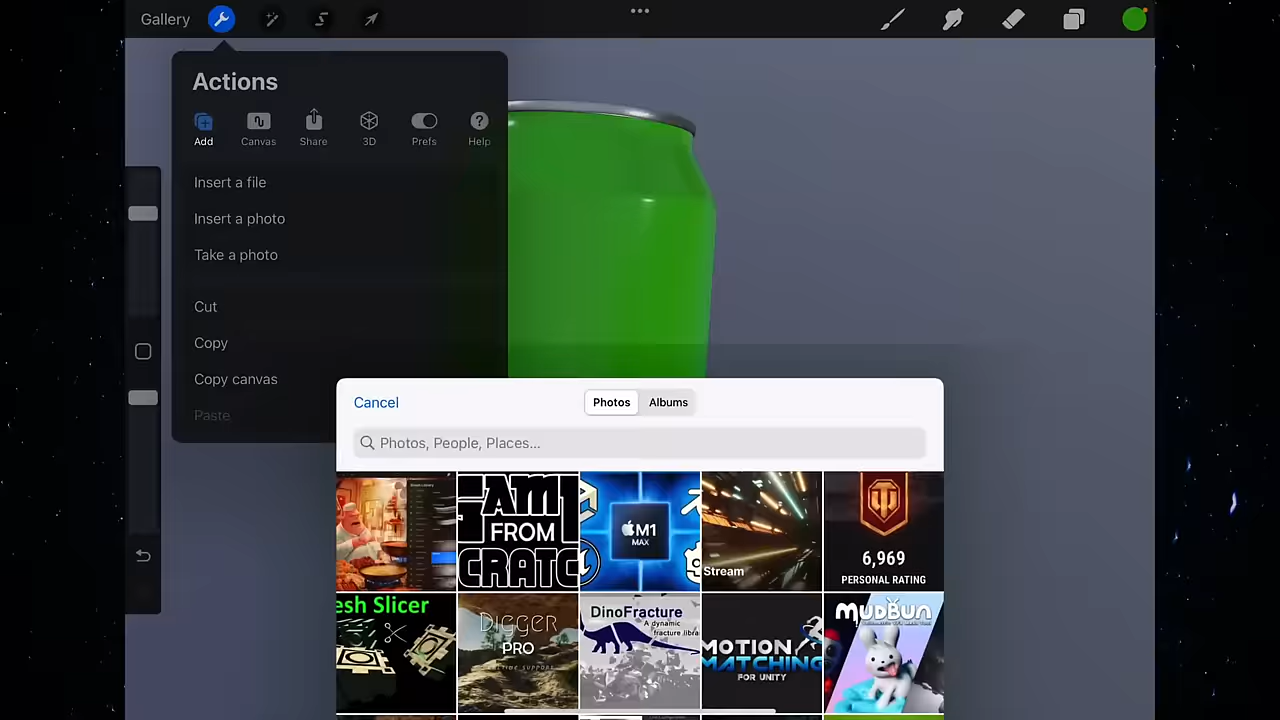 Gallery
Actions
Add
Canvas
Share
3D
Prefs
Help
Insert a file
Insert a photo
Take a photo
Cut
Copy
Copy canvas
Paste
Cancel
Photos
Albums
Photos, People, Places...
FROM
CRATE
M1
MAX
Stream
6,969
PERSONAL RATING
esh Slicer
DIGGER
PRO
DinoFracture
A dynamic
fracture libra
MOTION
MATCHING
FOR UNITY
MUDBUN